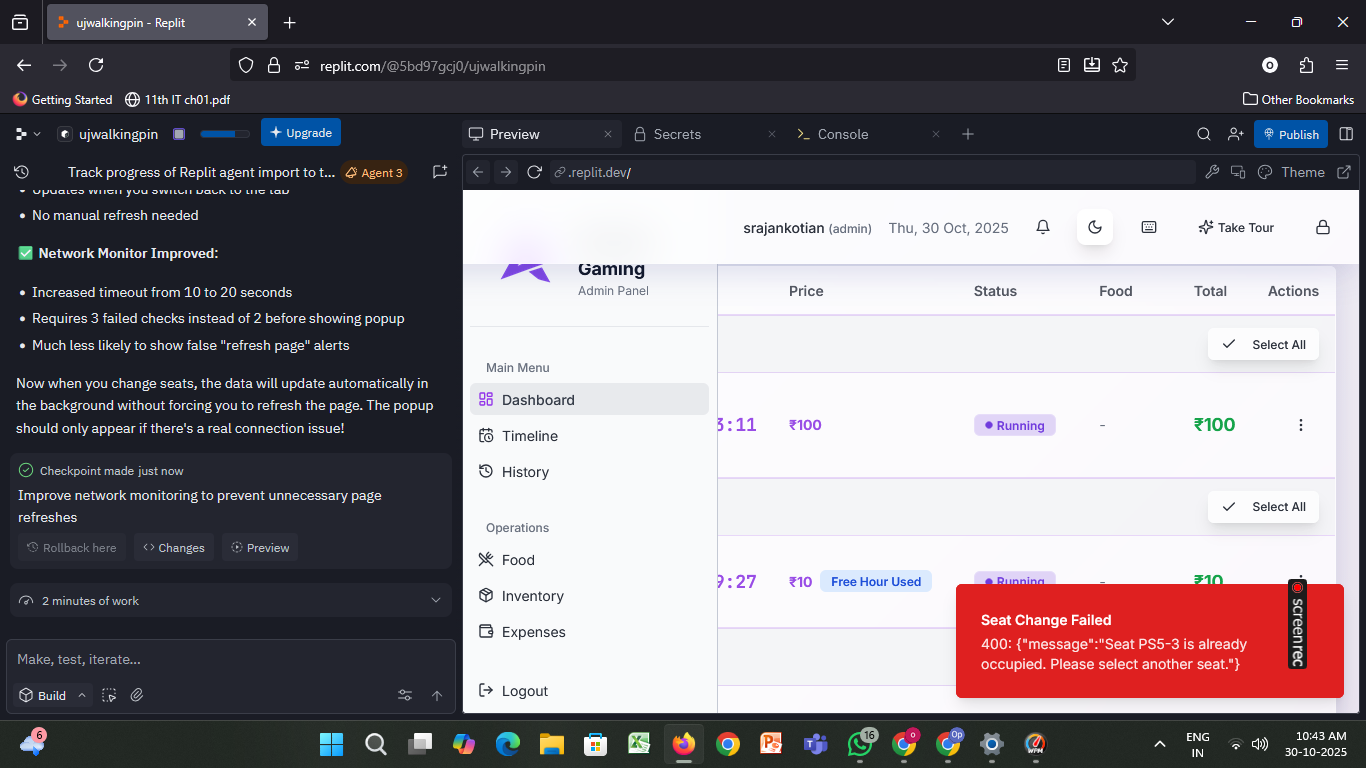 ujwalkingpin - Replit
replit.com/@5bd97gcj0/ujwalkingpin
Getting Started
11th IT ch01.pdf
Other Bookmarks
ujwalkingpin
Upgrade
Preview
Secrets
Console
Publish
Track progress of Replit agent import to t...
Agent 3
.replit.dev/
Theme
Updates when you switch back to the tab
No manual refresh needed
✅ Network Monitor Improved:
Increased timeout from 10 to 20 seconds
Requires 3 failed checks instead of 2 before showing popup
Much less likely to show false "refresh page" alerts
Now when you change seats, the data will update automatically in
the background without forcing you to refresh the page. The popup
should only appear if there's a real connection issue!
Checkpoint made just now
Improve network monitoring to prevent unnecessary page
refreshes
Rollback here
Changes
Preview
2 minutes of work
Make, test, iterate...
Build
srajankotian (admin)
Thu, 30 Oct, 2025
Take Tour
Gaming
Admin Panel
Main Menu
Dashboard
Timeline
History
Operations
Food
Inventory
Expenses
Logout
Price Status Food Total Actions
Select All
3:11 ₹100 Running - ₹100
Select All
9:27 ₹10 Free Hour Used Running - ₹10
Seat Change Failed
400: {"message":"Seat PS5-3 is already
occupied. Please select another seat."}
screenrec
6
16
Op
WPM
ENG
IN
10:43 AM
30-10-2025